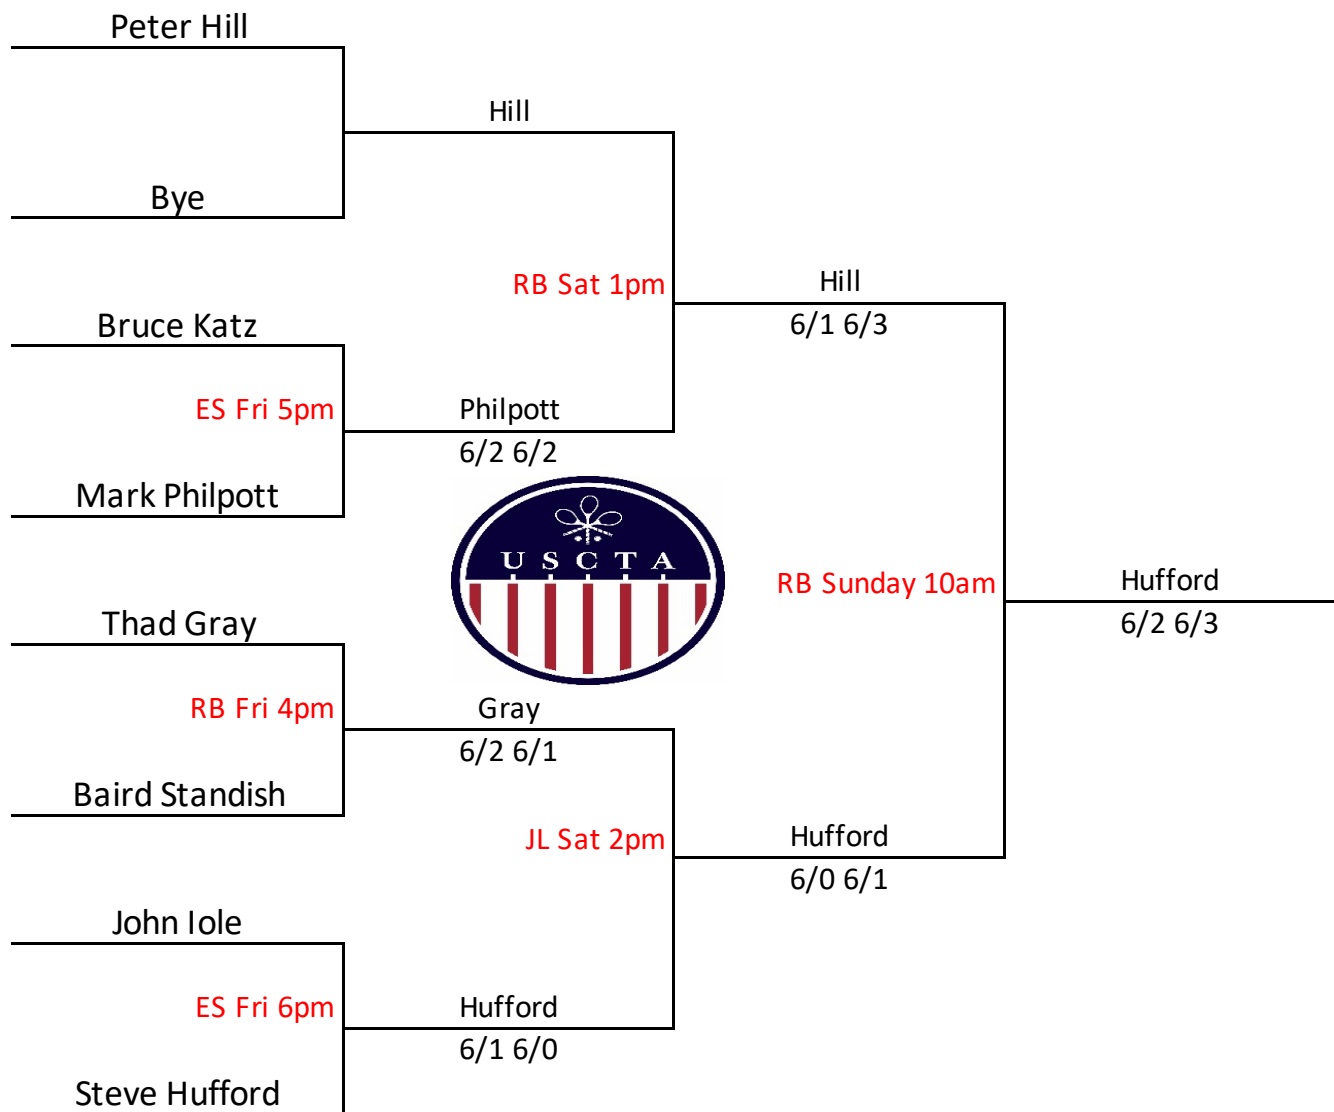 Peter Hill
Hill
Bye
RB Sat 1pm
Hill
6/1 6/3
Bruce Katz
ES Fri 5pm
Philpott
6/2 6/2
Mark Philpott
USCTA
RB Sunday 10am
Hufford
6/2 6/3
Thad Gray
RB Fri 4pm
Gray
6/2 6/1
Baird Standish
JL Sat 2pm
Hufford
6/0 6/1
John Iole
ES Fri 6pm
Hufford
6/1 6/0
Steve Hufford